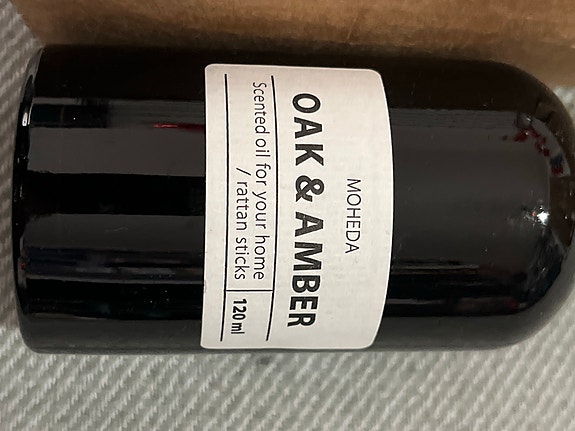 MOHEDA
OAK & AMBER
Scented oil for your home
/ rattan sticks
120 ml